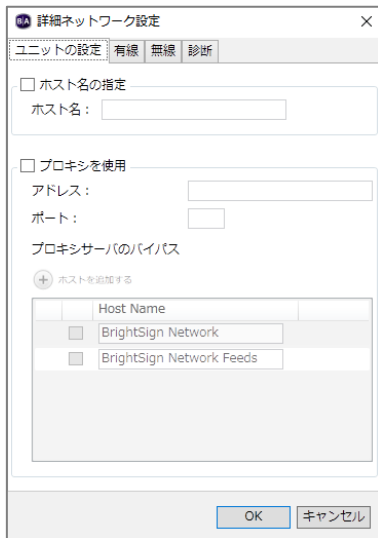 B:A 詳細ネットワーク設定
ユニットの設定 有線 無線 診断
ホスト名の指定
ホスト名：
プロキシを使用
アドレス：
ポート：
プロキシサーバのバイパス
ホストを追加する
Host Name
BrightSign Network
BrightSign Network Feeds
OK キャンセル